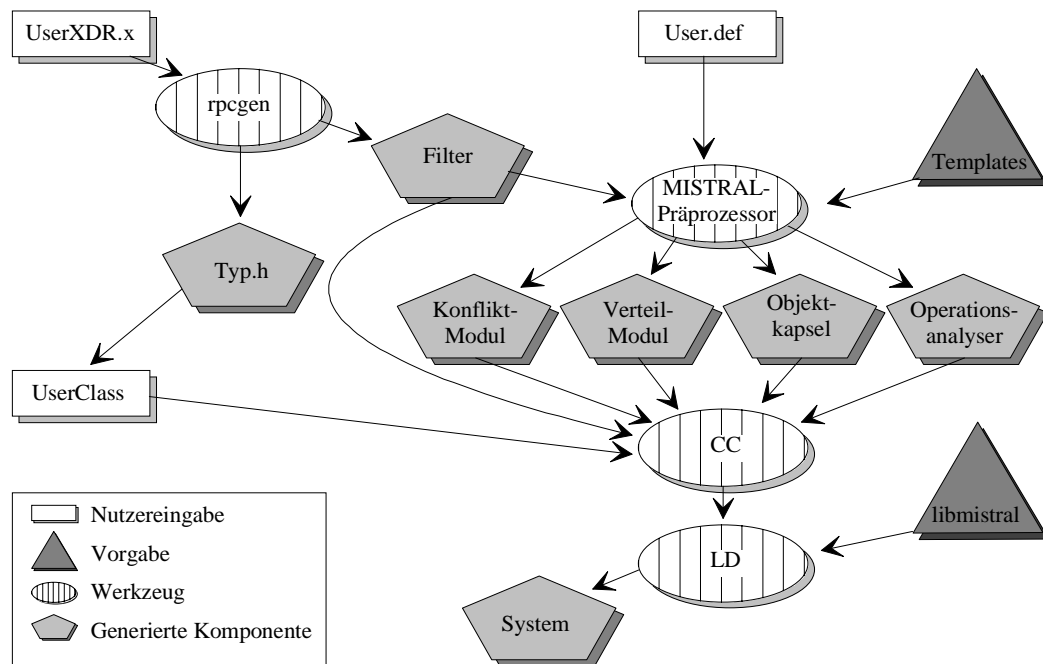 UserXDR.x
User.def
rpcgen
Filter
Templates
MISTRAL-
Präprozessor
Typ.h
Konflikt-
Modul
Verteil-
Modul
Objekt-
kapsel
Operations-
analyser
UserClass
CC
libmistral
LD
System
Nutzereingabe
Vorgabe
Werkzeug
Generierte Komponente